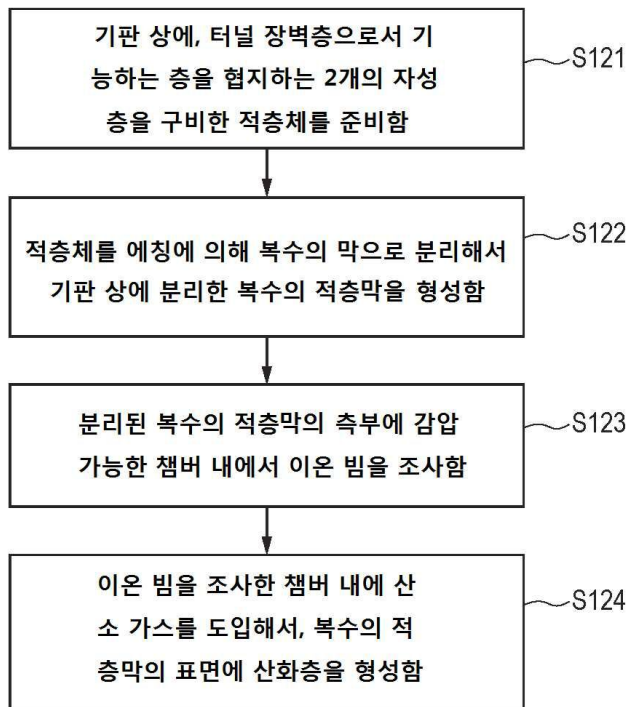 기판 상에, 터널 장벽층으로서 기
능하는 층을 협지하는 2개의 자성
층을 구비한 적층체를 준비함
S121
적층체를 에칭에 의해 복수의 막으로 분리해서
기판 상에 분리한 복수의 적층막을 형성함
S122
분리된 복수의 적층막의 측부에 감압
가능한 챔버 내에서 이온 빔을 조사함
S123
이온 빔을 조사한 챔버 내에 산
소 가스를 도입해서, 복수의 적
층막의 표면에 산화층을 형성함
S124